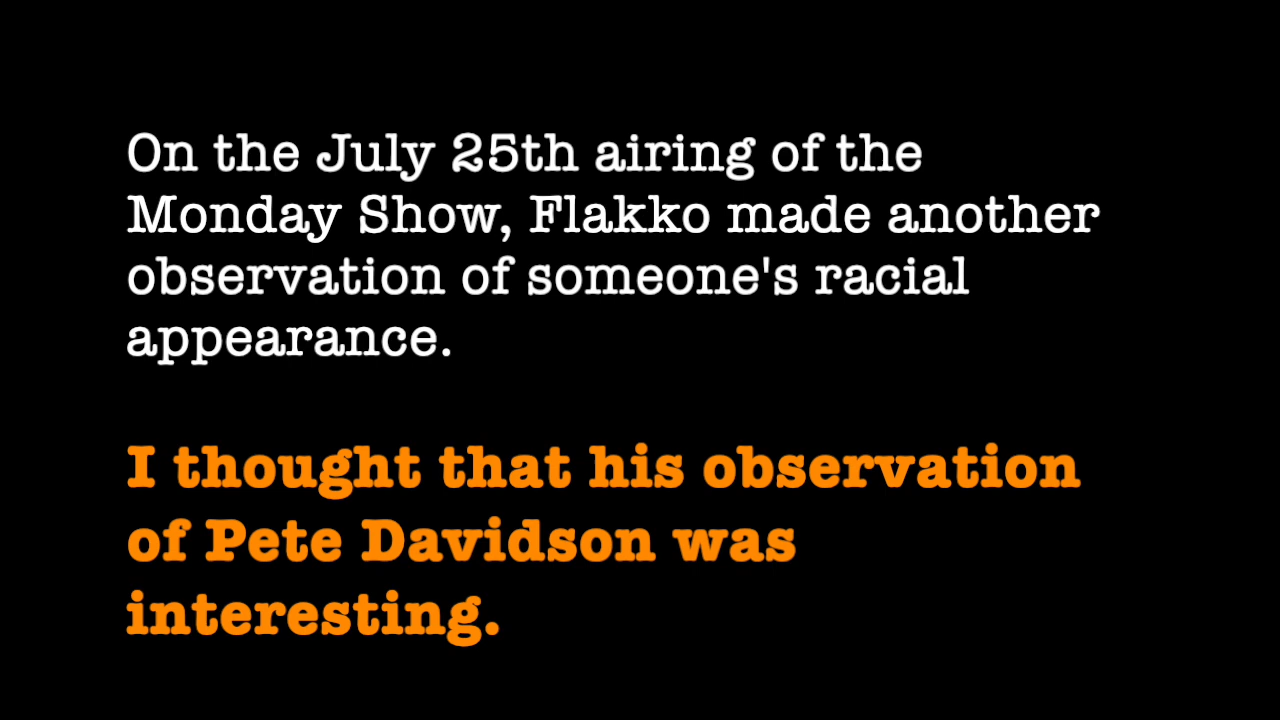 On the July 25th airing of the
Monday Show, Flakko made another
observation of someone's racial
appearance.
I thought that his observation
of Pete Davidson was
interesting.